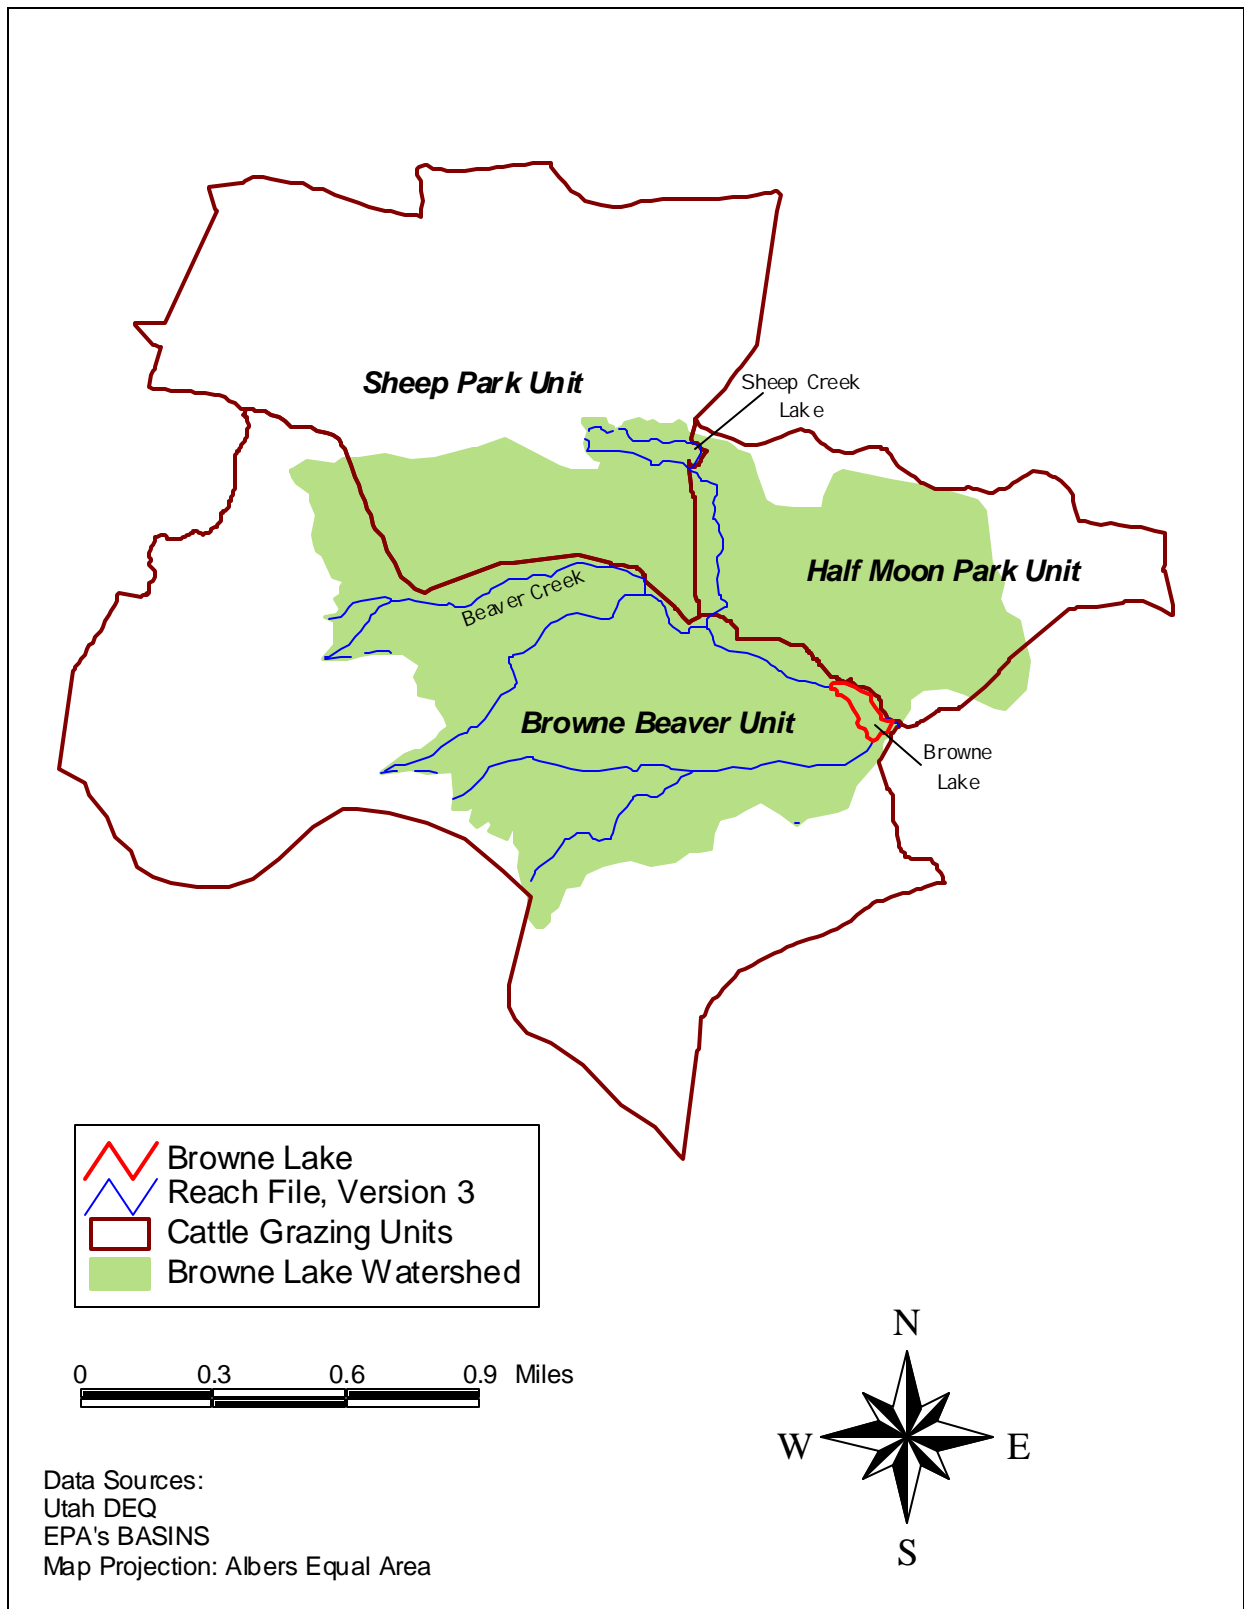 Sheep Park Unit
Sheep Creek
Lake
Half Moon Park Unit
Beaver Creek
Browne Beaver Unit
Browne
Lake
Browne Lake
Reach File, Version 3
Cattle Grazing Units
Browne Lake Watershed
0 0.3 0.6 0.9 Miles
N
W E
S
Data Sources:
Utah DEQ
EPA's BASINS
Map Projection: Albers Equal Area